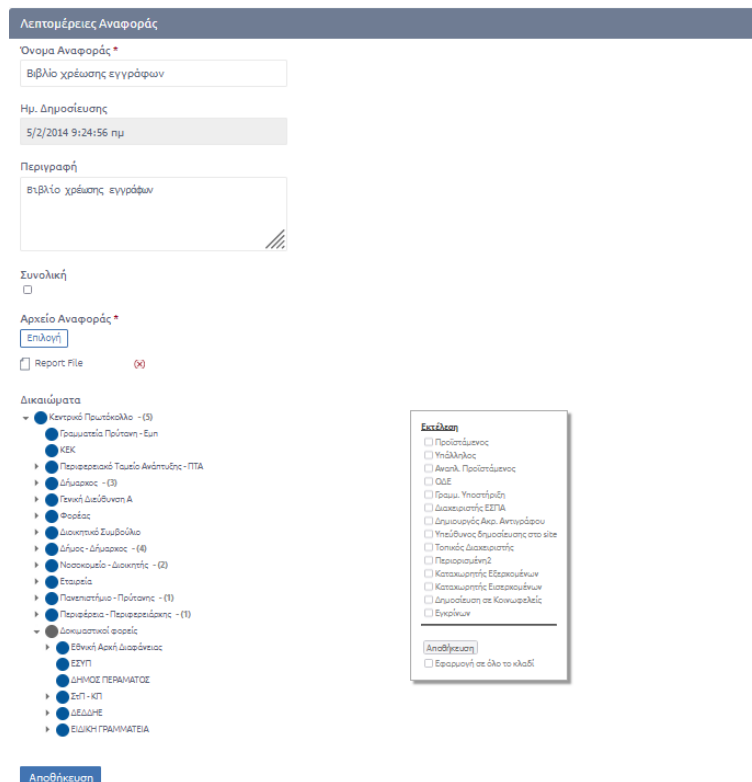 Λεπτομέρειες Αναφοράς
Όνομα Αναφοράς *
Βιβλίο χρέωσης εγγράφων
Ημ. Δημοσίευσης
5/2/2014 9:24:56 πμ
Περιγραφή
Βιβλίο χρέωσης εγγράφων
Συνολική
Αρχείο Αναφοράς *
Επιλογή
Report File (x)
Δικαιώματα
Κεντρικό Πρωτόκολλο - (5)
Γραμματεία Πρύτανη - Εμπ
ΚΕΚ
Περιφερειακό Ταμείο Ανάπτυξης - ΠΤΑ
Δήμαρχος - (3)
Γενική Διεύθυνση Α
Φορέας
Διοικητικό Συμβούλιο
Δήμος - Δήμαρχος - (4)
Νοσοκομείο - Διοικητής - (2)
Εταιρεία
Πανεπιστήμιο - Πρύτανης - (1)
Περιφέρεια - Περιφερειάρχης - (1)
Δοκιμαστικοί φορείς
Εθνική Αρχή Διαφάνειας
ΕΣΥΠ
ΔΗΜΟΣ ΠΕΡΑΜΑΤΟΣ
ΣτΠ - ΚΠ
ΔΕΔΔΗΕ
ΕΙΔΙΚΗ ΓΡΑΜΜΑΤΕΙΑ
Εκτέλεση
Προϊστάμενος
Υπάλληλος
Αναπλ. Προϊστάμενος
ΟΔΕ
Γραμμ. Υποστήριξη
Διαχειριστής ΕΣΠΑ
Δημιουργός Ακρ. Αντιγράφου
Υπεύθυνος δημοσίευσης στο site
Τοπικός Διαχειριστής
Περιορισμένη2
Καταχωρητής Εξερχομένων
Καταχωρητής Εισερχομένων
Δημοσίευση σε Κοινωφελείς
Εγκρίνων
Αποθήκευση
Εφαρμογή σε όλο το κλαδί
Αποθήκευση